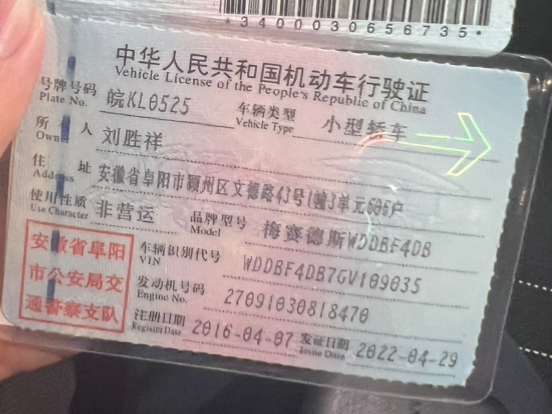 *3400030656735*
中华人民共和国机动车行驶证
Vehicle License of the People's Republic of China
号牌号码 Plate No. 皖KL0525 车辆类型 Vehicle Type 小型轿车
所有人 Owner 刘胜祥
住址 Address 安徽省阜阳市颍州区文德路43号1幢3单元606户
使用性质 Use Character 非营运 品牌型号 Model 梅赛德斯WDDBF4DB
车辆识别代号 VIN WDDBF4DB7GV109035
发动机号码 Engine No. 27091030818470
注册日期 Register Date 2016-04-07 发证日期 Issue Date 2022-04-29
安徽省阜阳
市公安局交
通警察支队